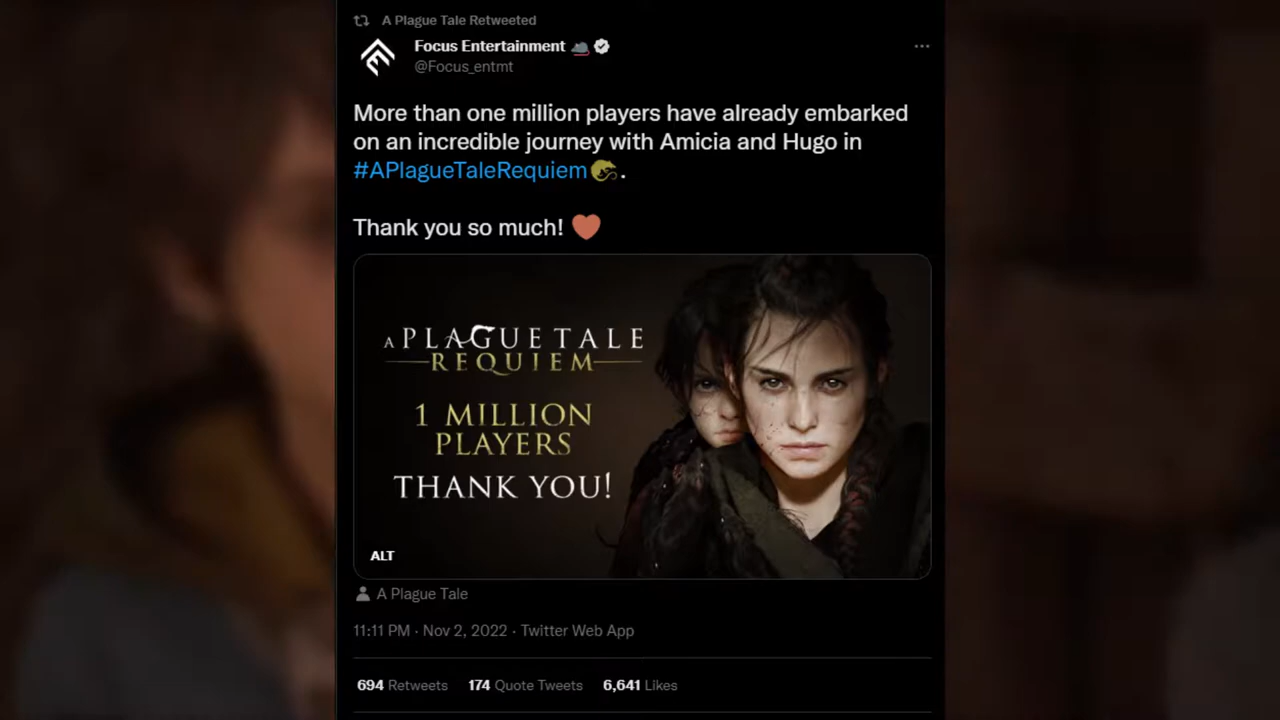 A Plague Tale Retweeted
Focus Entertainment
@Focus_entmt
More than one million players have already embarked
on an incredible journey with Amicia and Hugo in
#APlagueTaleRequiem.
Thank you so much!
A PLAGUE TALE
REQUIEM
1 MILLION
PLAYERS
THANK YOU!
ALT
A Plague Tale
11:11 PM · Nov 2, 2022 · Twitter Web App
694 Retweets 174 Quote Tweets 6,641 Likes